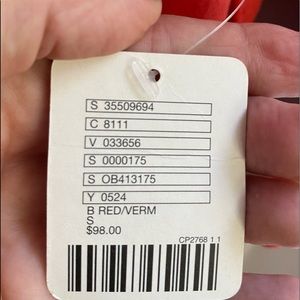 S 35509694
C 8111
V 033656
S 0000175
S OB413175
Y 0524
B RED/VERM
S
$98.00
CP2768 1 1